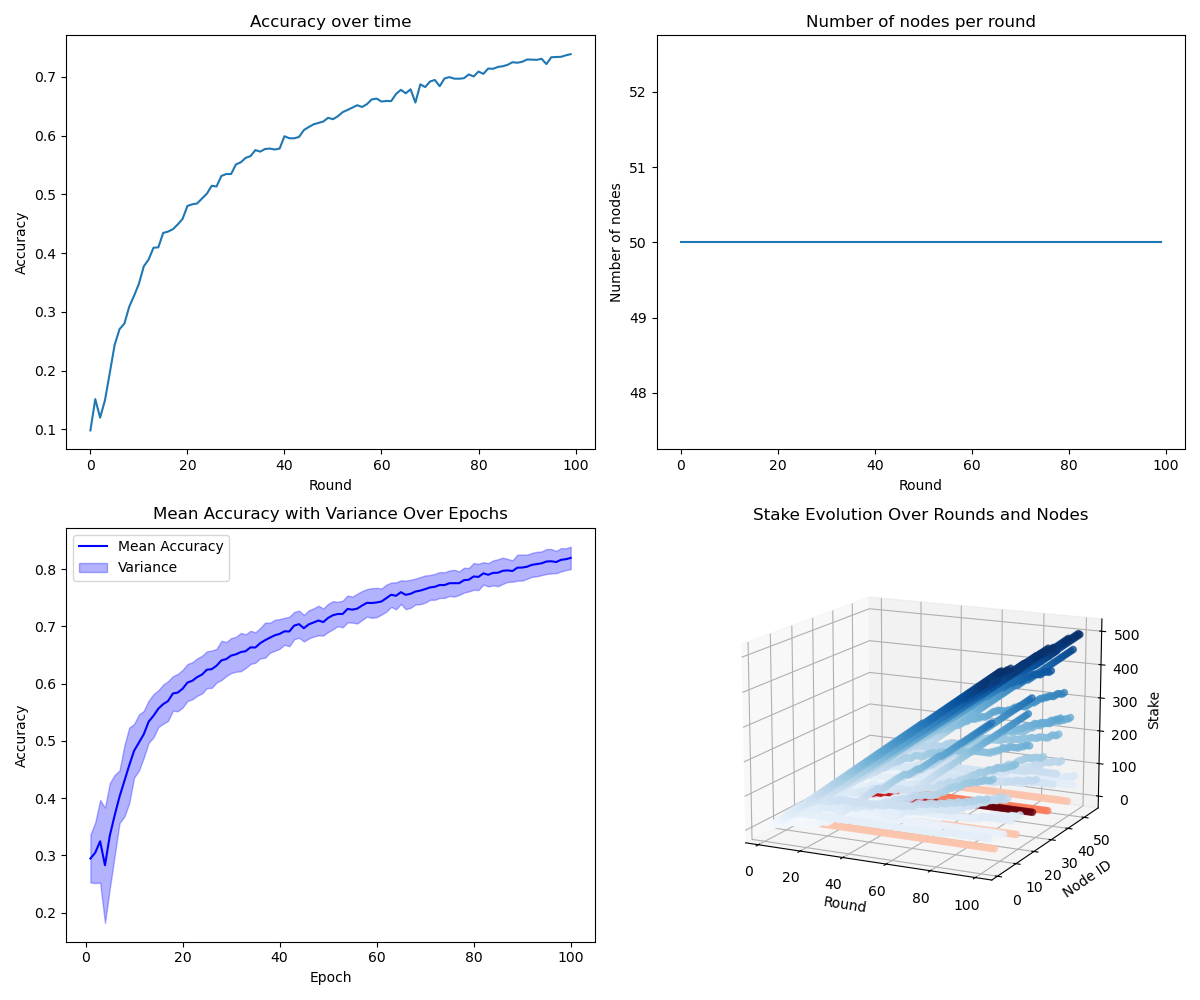 Accuracy over time
Accuracy
0.7
0.6
0.5
0.4
0.3
0.2
0.1
0 20 40 60 80 100
Round
Number of nodes per round
Number of nodes
52
51
50
49
48
0 20 40 60 80 100
Round
Mean Accuracy with Variance Over Epochs
Mean Accuracy
Variance
Accuracy
0.8
0.7
0.6
0.5
0.4
0.3
0.2
0 20 40 60 80 100
Epoch
Stake Evolution Over Rounds and Nodes
500
400
300
200
100
0
Stake
0 20 40 60 80 100
Round
0 10 20 30 40 50
Node ID